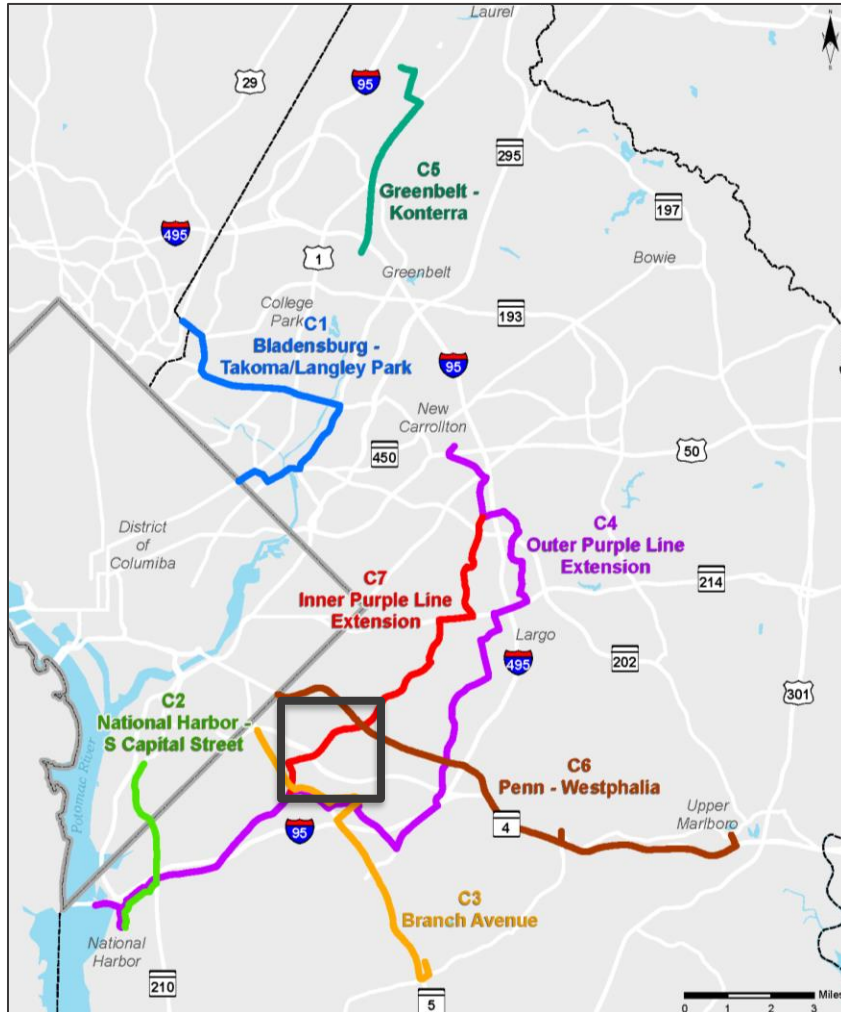 Laurel
N
29
95
295
C5
Greenbelt -
Konterra
197
495
1
Bowie
Greenbelt
College
Park
193
C1
Bladensburg -
Takoma/Langley Park
95
New
Carrollton
450
50
District
of
Columiba
C4
Outer Purple Line
Extension
C7
Inner Purple Line
Extension
214
Largo
202
495
301
C2
National Harbor -
S Capital Street
Potomac River
C6
Penn - Westphalia
Upper
Marlboro
4
95
C3
Branch Avenue
National
Harbor
210
5
Miles
0 1 2 3